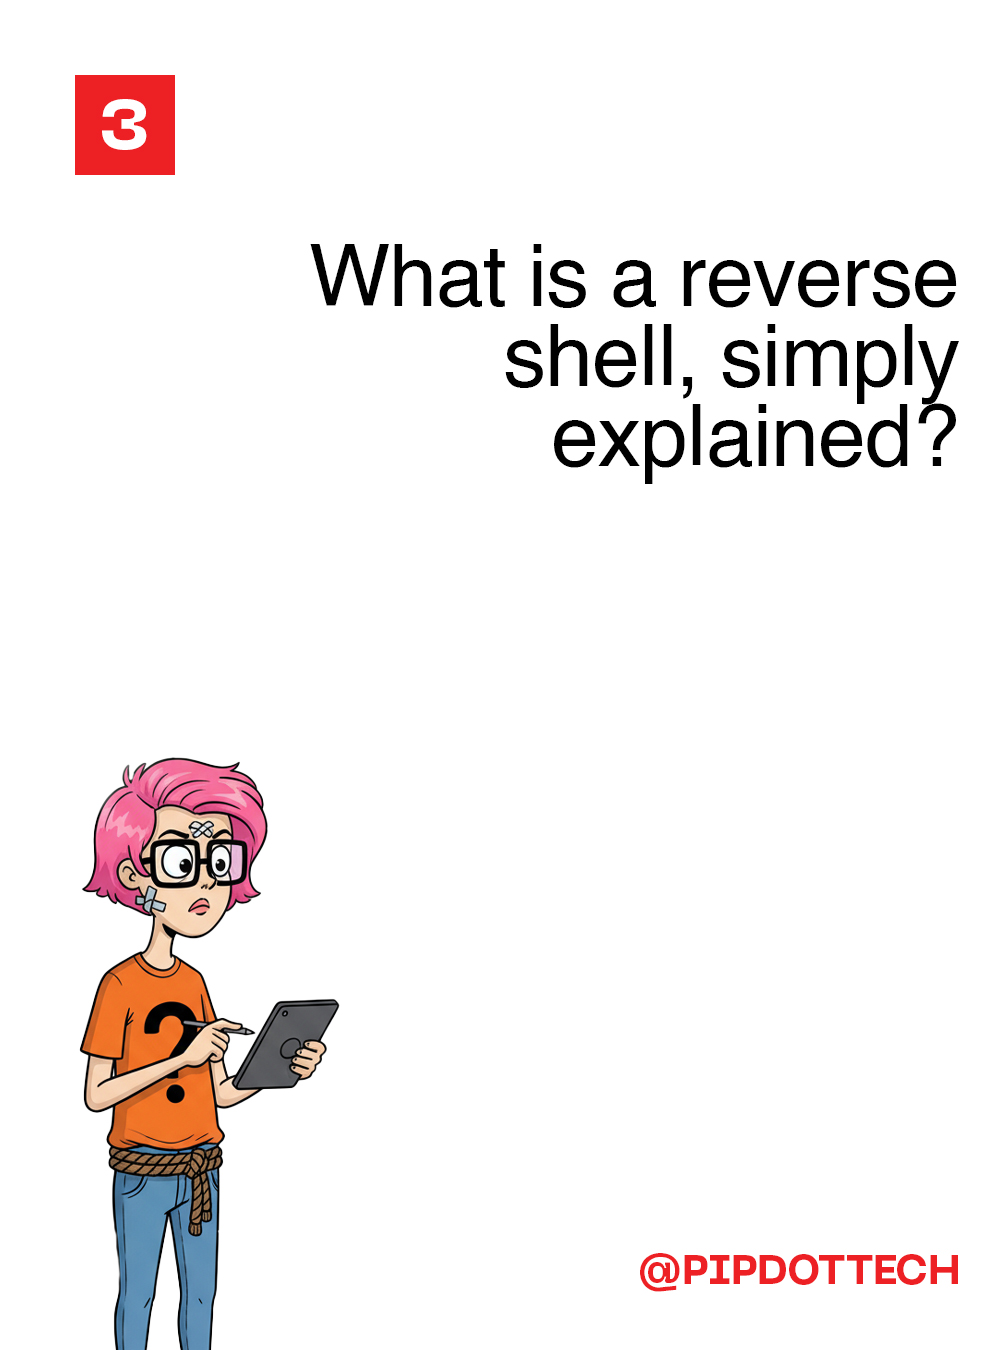 3
What is a reverse
shell, simply
explained?
?
@PIPDOTTECH